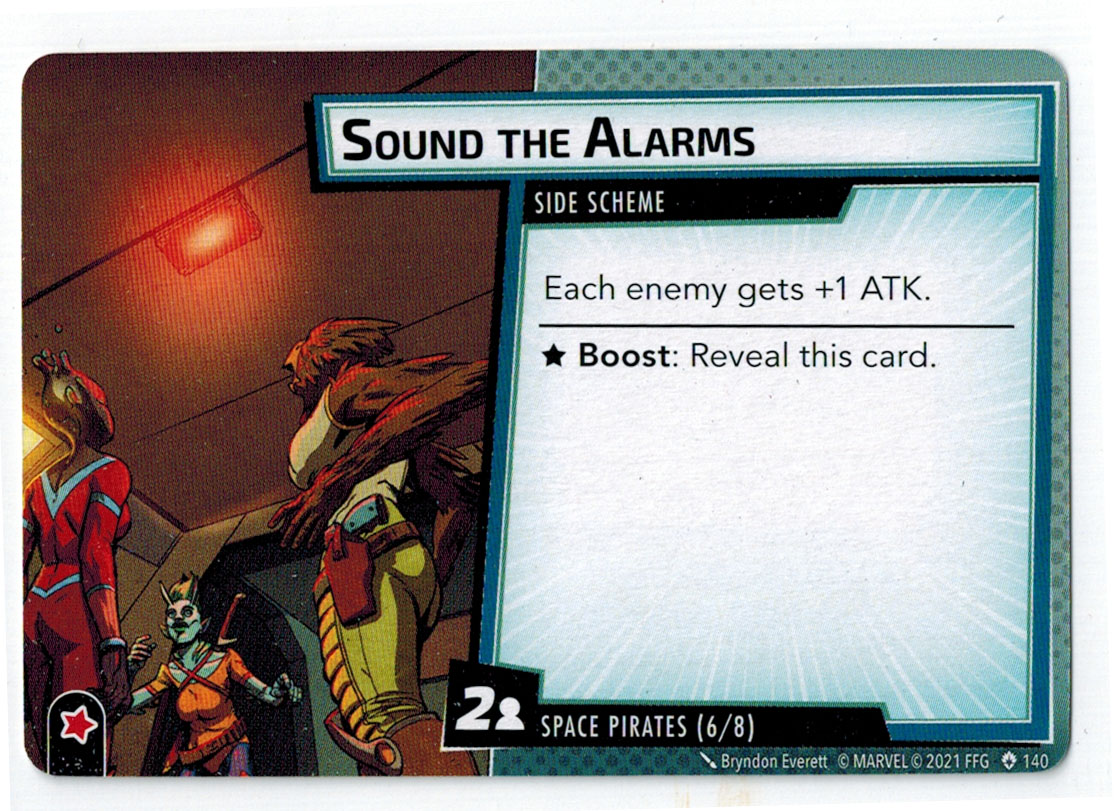 SOUND THE ALARMS
SIDE SCHEME
Each enemy gets +1 ATK.
★ Boost: Reveal this card.
2
SPACE PIRATES (6/8)
Bryndon Everett © MARVEL © 2021 FFG 140